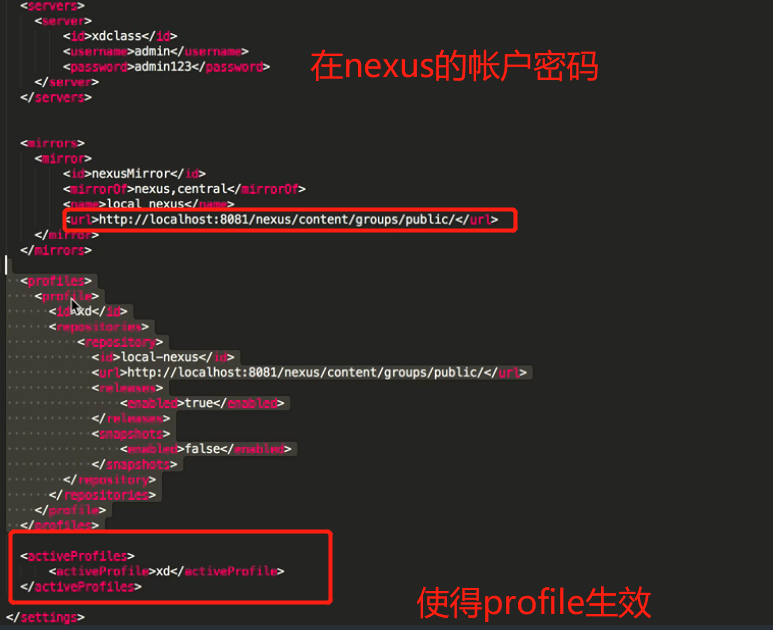 <servers>
<server>
<id>xdclass</id>
<username>admin</username>
<password>admin123</password>
</server>
</servers>
在nexus的帐户密码
<mirrors>
<mirror>
<id>nexusMirror</id>
<mirrorOf>nexus,central</mirrorOf>
<name>local nexus</name>
<url>http://localhost:8081/nexus/content/groups/public/</url>
</mirror>
</mirrors>
<profiles>
<profile>
<id>xd</id>
<repositories>
<repository>
<id>local-nexus</id>
<url>http://localhost:8081/nexus/content/groups/public/</url>
<releases>
<enabled>true</enabled>
</releases>
<snapshots>
<enabled>false</enabled>
</snapshots>
</repository>
</repositories>
</profile>
</profiles>
<activeProfiles>
<activeProfile>xd</activeProfile>
</activeProfiles>
使得profile生效
</settings>